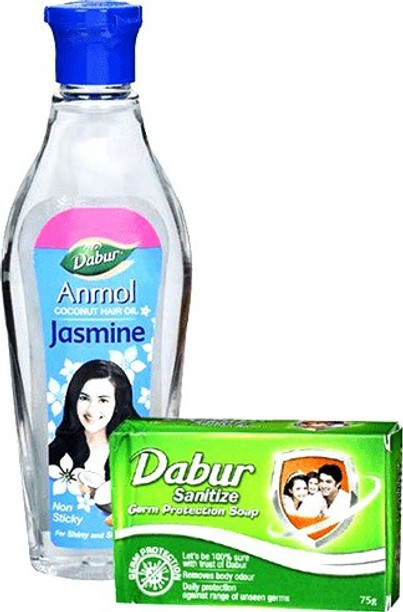 Dabur
Anmol
COCONUT HAIR OIL
Jasmine
Non
Sticky
For Shiny and
Dabur
Sanitize
Germ Protection Soap
GERM PROTECTION
Let's be 100% sure
with trust of Dabur
Removes body odour
Daily protection
against range of unseen germs
75g